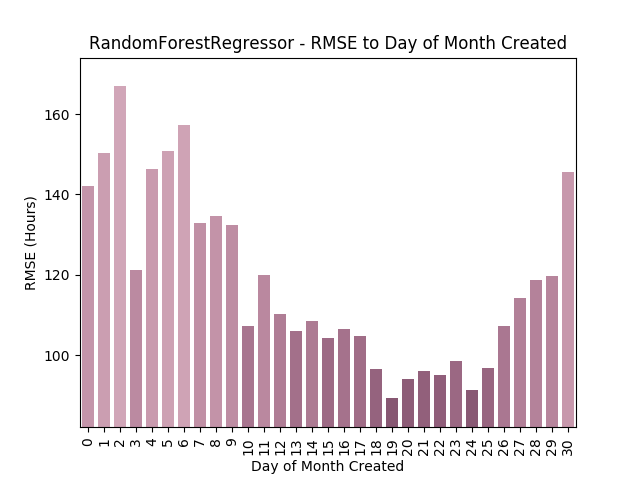 RandomForestRegressor - RMSE to Day of Month Created
160
140
120
100
RMSE (Hours)
0 1 2 3 4 5 6 7 8 9 10 11 12 13 14 15 16 17 18 19 20 21 22 23 24 25 26 27 28 29 30
Day of Month Created